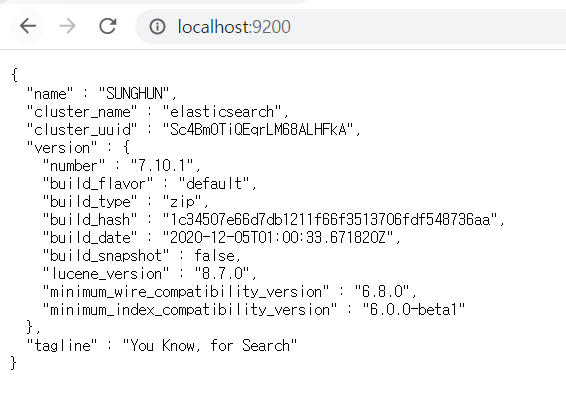 localhost:9200
{
  "name" : "SUNGHUN",
  "cluster_name" : "elasticsearch",
  "cluster_uuid" : "Sc4BmOTiQEqrLM68ALHFkA",
  "version" : {
    "number" : "7.10.1",
    "build_flavor" : "default",
    "build_type" : "zip",
    "build_hash" : "1c34507e66d7db1211f66f3513706fdf548736aa",
    "build_date" : "2020-12-05T01:00:33.671820Z",
    "build_snapshot" : false,
    "lucene_version" : "8.7.0",
    "minimum_wire_compatibility_version" : "6.8.0",
    "minimum_index_compatibility_version" : "6.0.0-beta1"
  },
  "tagline" : "You Know, for Search"
}